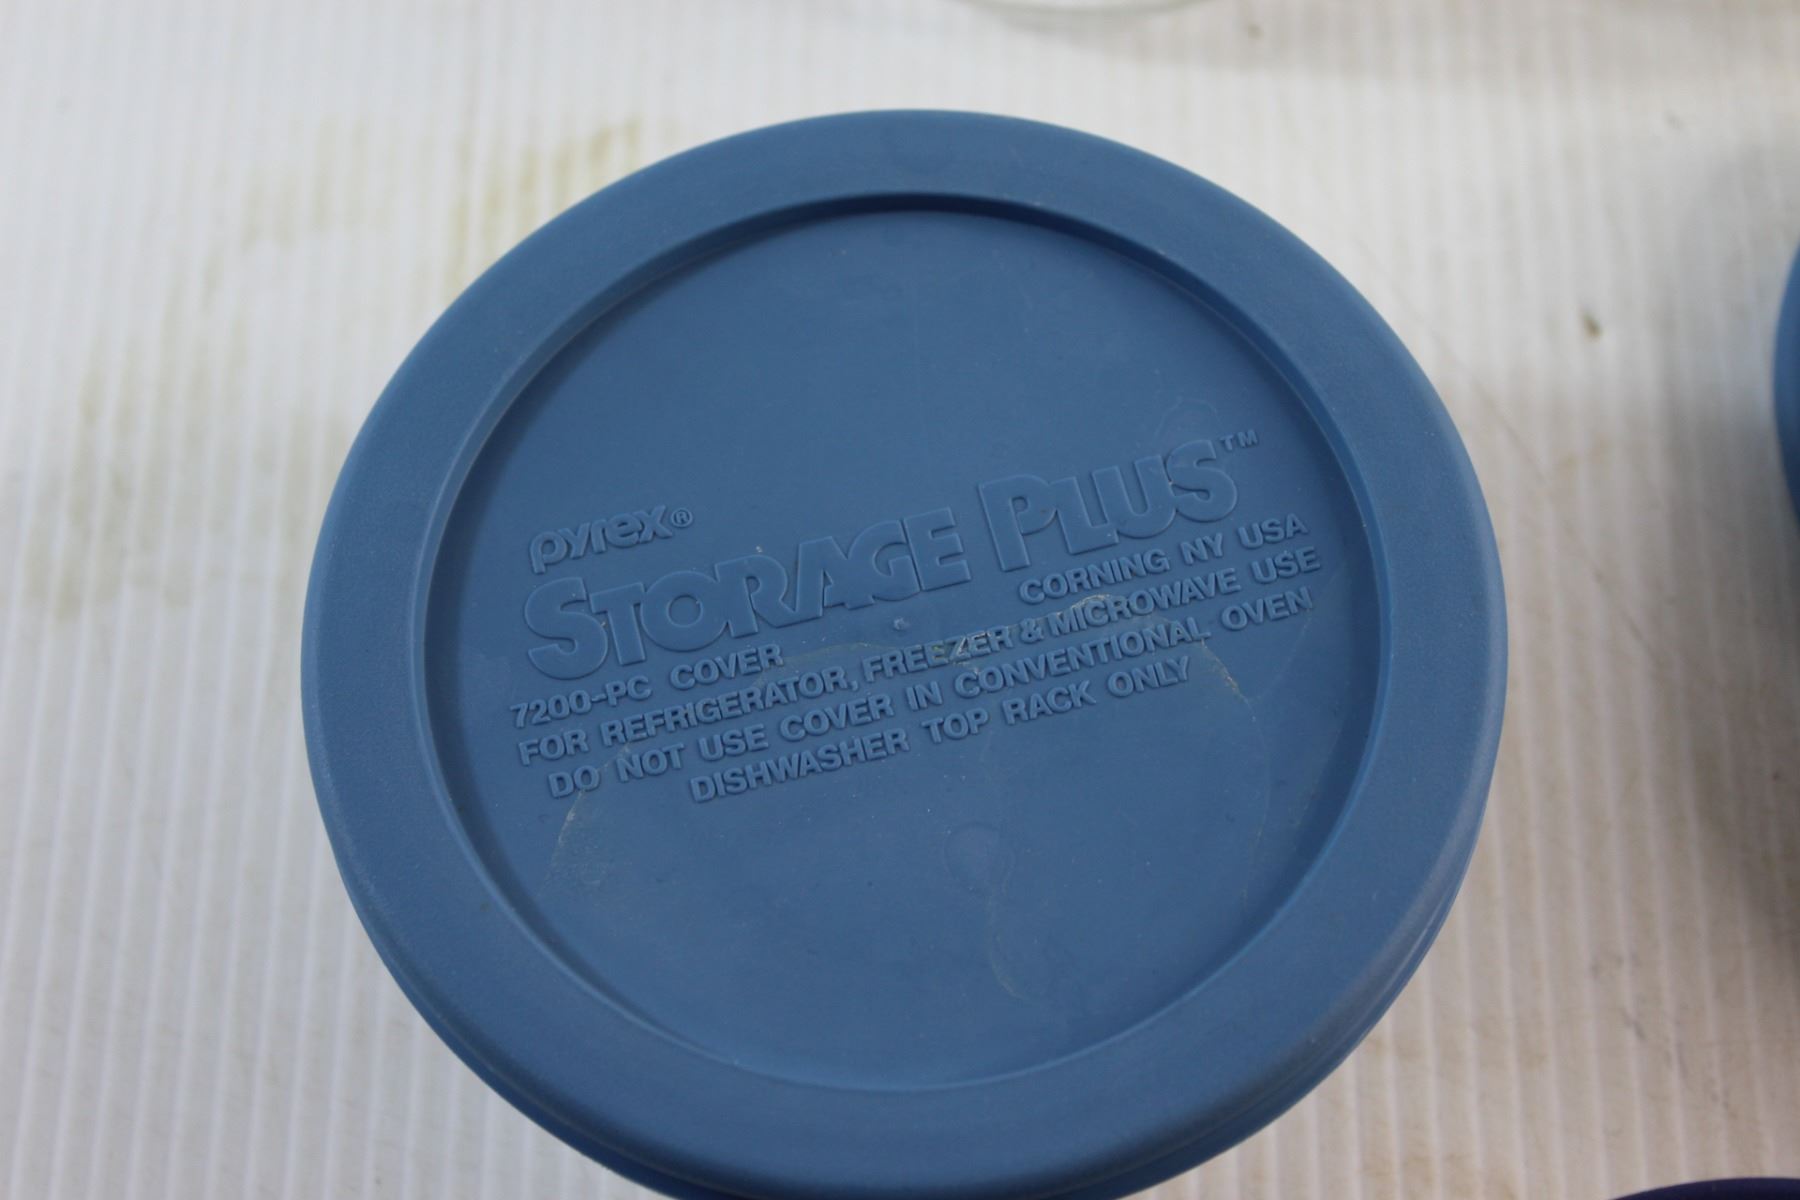 pyrex®
STORAGE PLUS™
CORNING NY USA
7200-PC COVER
FOR REFRIGERATOR, FREEZER & MICROWAVE USE
DO NOT USE COVER IN CONVENTIONAL OVEN
DISHWASHER TOP RACK ONLY